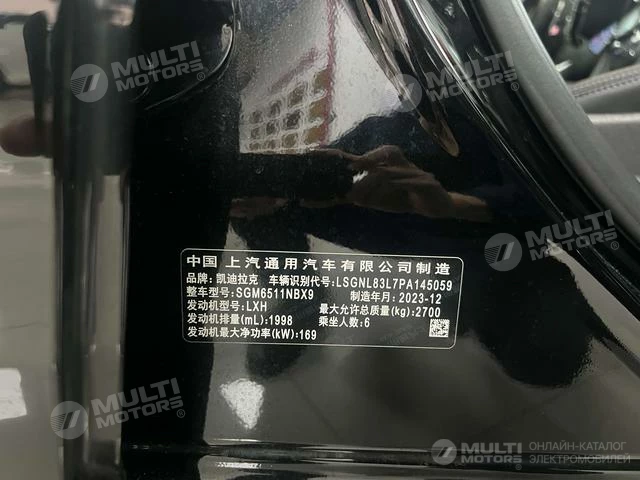 MULTI MOTORS®
MULTI MOTORS®
MULTI MOTORS®
中国 上汽通用汽车有限公司制造
品牌: 凯迪拉克 车辆识别代号: LSGNL83L7PA145059
整车型号: SGM6511NBX9 制造年月: 2023-12
发动机型号: LXH 最大允许总质量(kg): 2700
发动机排量(mL): 1998 乘坐人数: 6
发动机最大净功率(kW): 169
MULTI MOTORS®
MULTI MOTORS®
MULTI MOTORS®
MULTI MOTORS® ОНЛАЙН-КАТАЛОГ ЭЛЕКТРОМОБИЛЕЙ